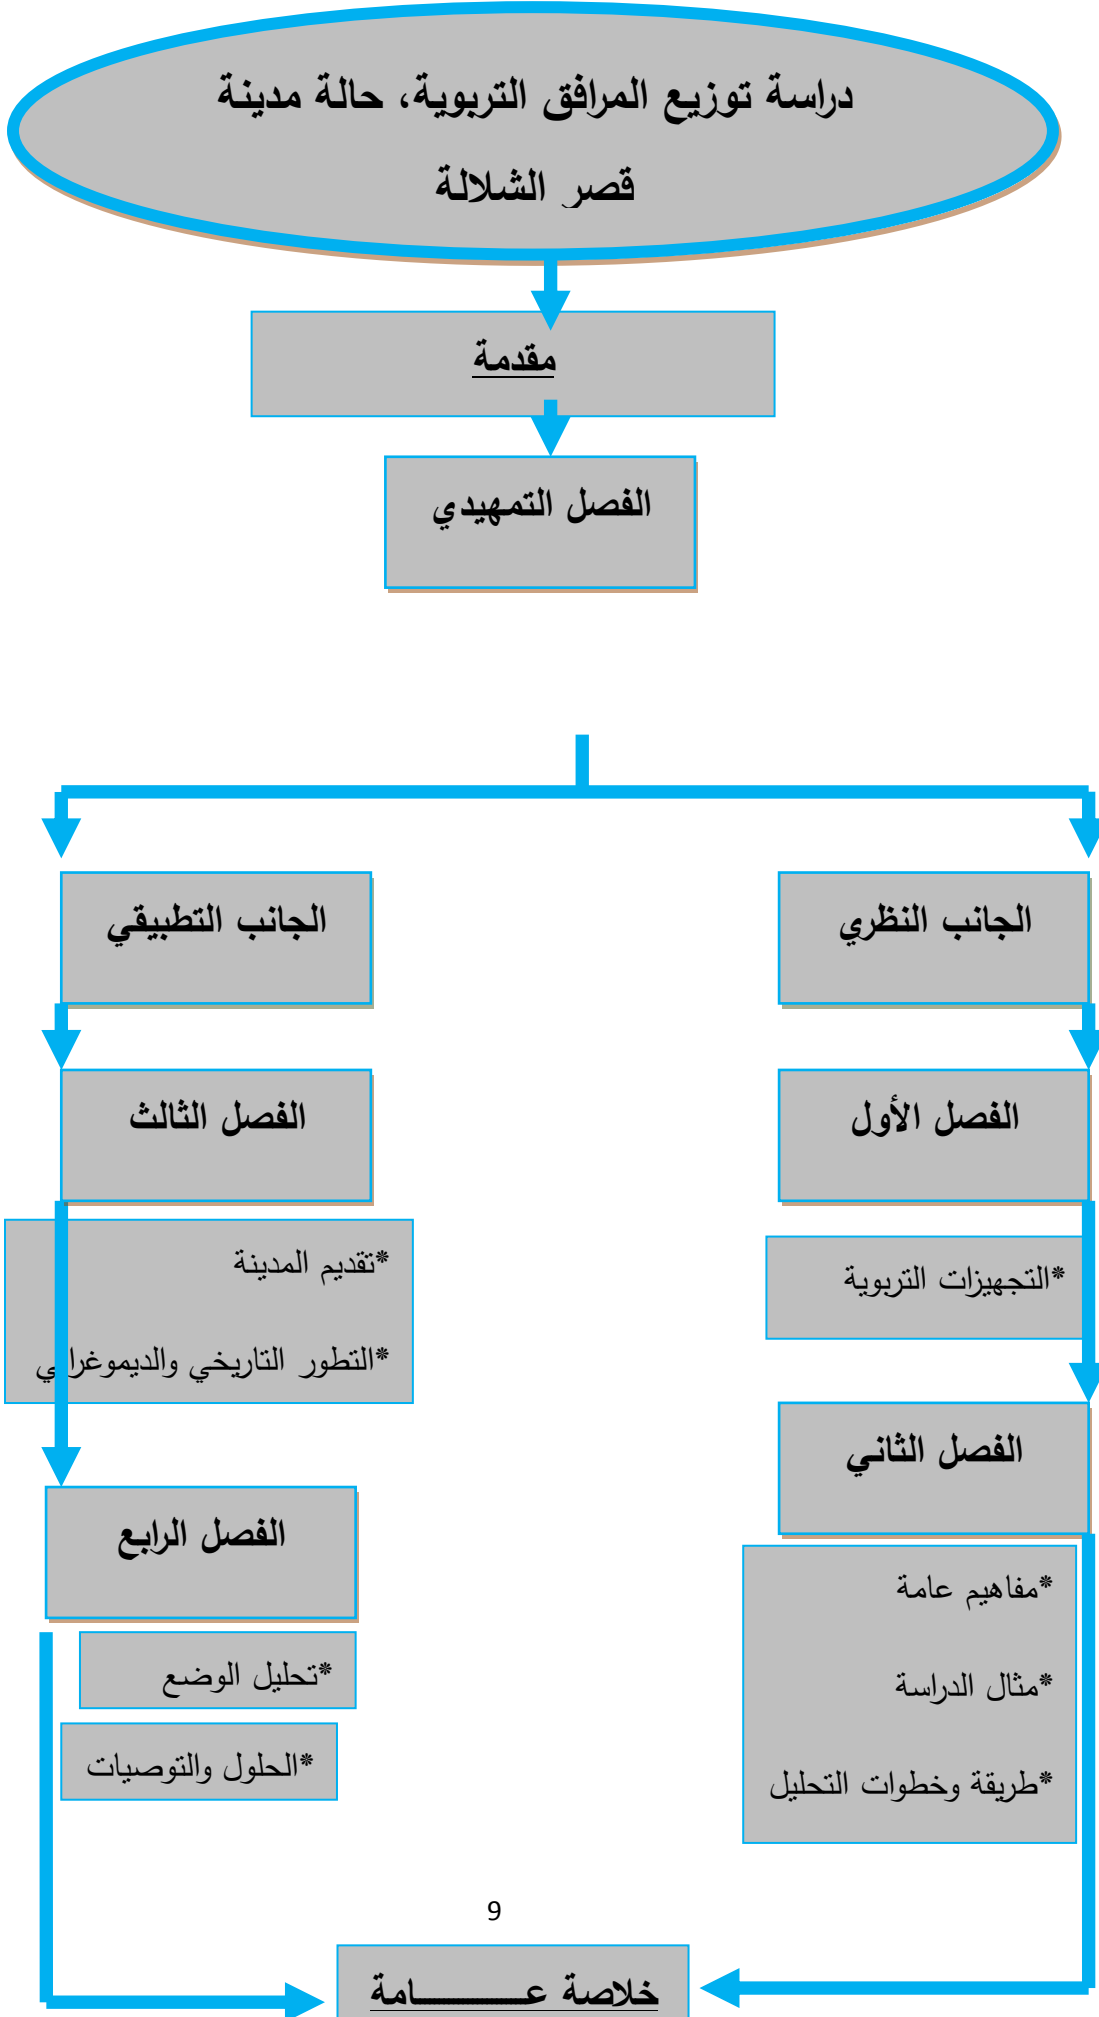 دراسة توزيع المرافق التربوية، حالة مدينة
قصر الشلالة
مقدمة
الفصل التمهيدي
الجانب النظري
الجانب التطبيقي
الفصل الأول
الفصل الثالث
*التجهيزات التربوية
*تقديم المدينة
*التطور التاريخي والديموغرافي
الفصل الثاني
الفصل الرابع
*مفاهيم عامة
*مثال الدراسة
*طريقة وخطوات التحليل
*تحليل الوضع
*الحلول والتوصيات
9
خلاصة عـــــــــامة